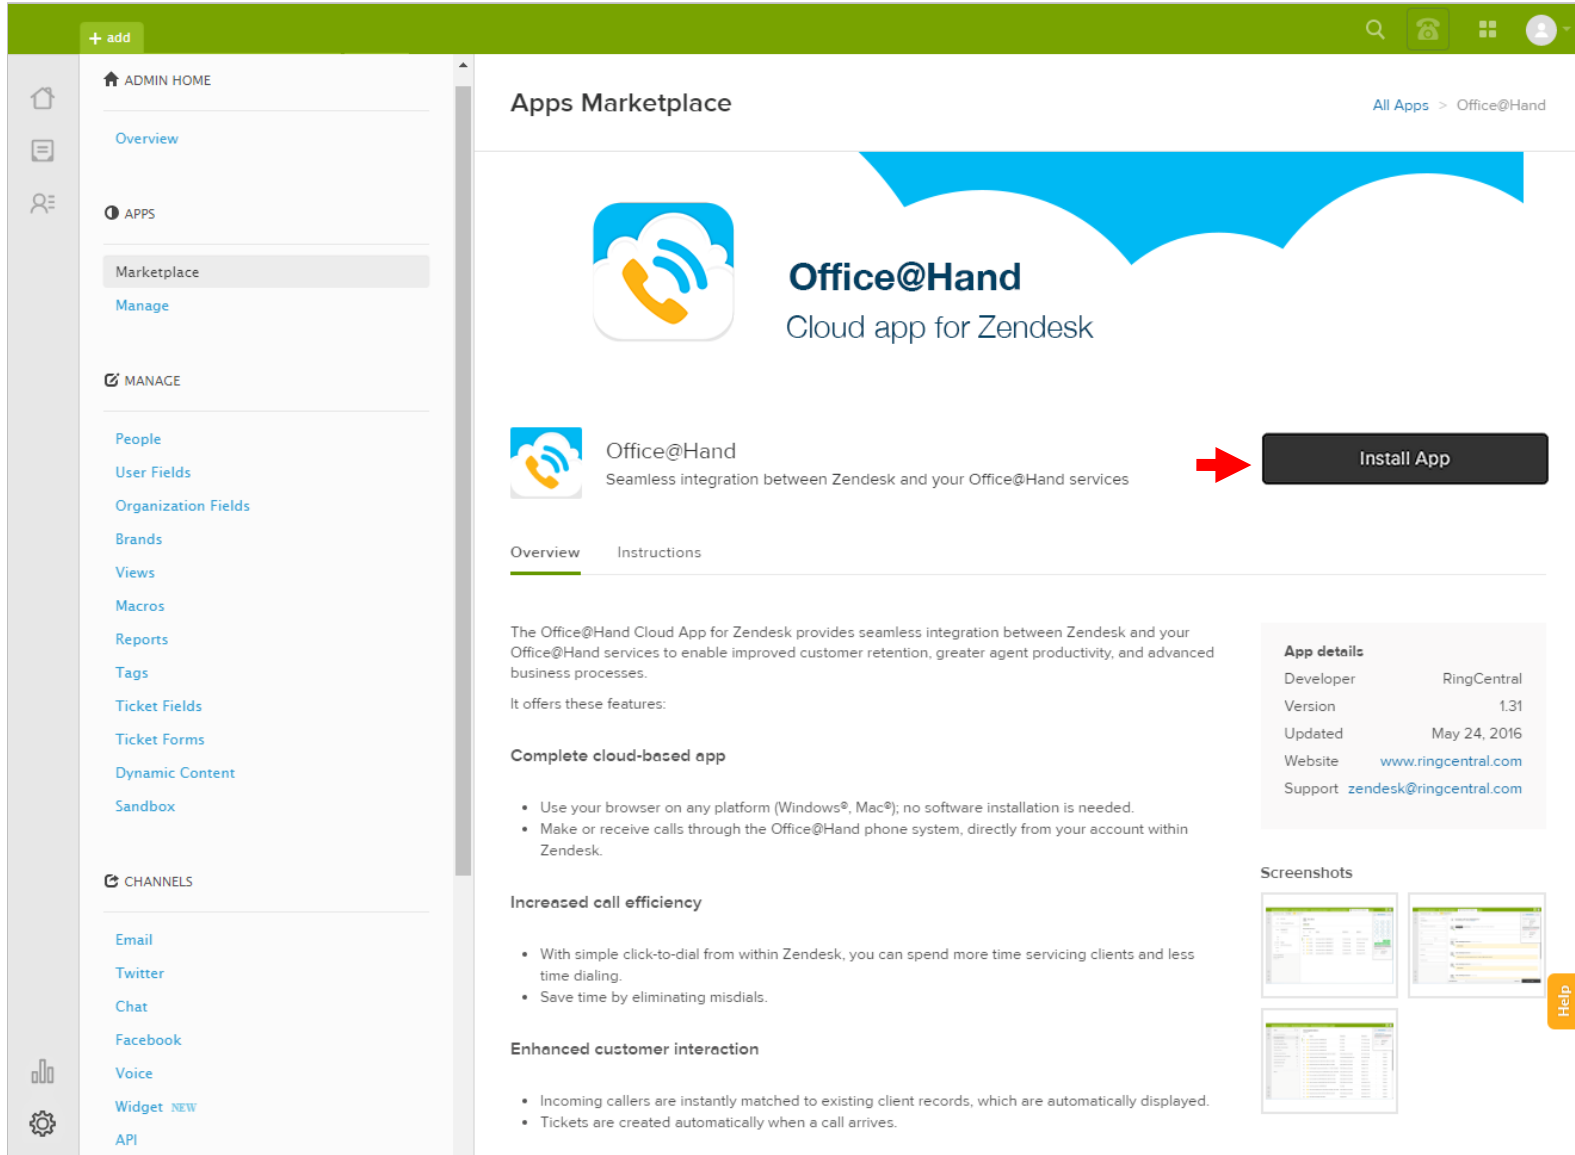 + add
ADMIN HOME
Overview
APPS
Marketplace
Manage
MANAGE
People
User Fields
Organization Fields
Brands
Views
Macros
Reports
Tags
Ticket Fields
Ticket Forms
Dynamic Content
Sandbox
CHANNELS
Email
Twitter
Chat
Facebook
Voice
Widget NEW
API
Apps Marketplace
All Apps > Office@Hand
Office@Hand
Cloud app for Zendesk
Office@Hand
Seamless integration between Zendesk and your Office@Hand services
Install App
Overview Instructions
The Office@Hand Cloud App for Zendesk provides seamless integration between Zendesk and your
Office@Hand services to enable improved customer retention, greater agent productivity, and advanced
business processes.
It offers these features:
Complete cloud-based app
• Use your browser on any platform (Windows®, Mac®); no software installation is needed.
• Make or receive calls through the Office@Hand phone system, directly from your account within
Zendesk.
Increased call efficiency
• With simple click-to-dial from within Zendesk, you can spend more time servicing clients and less
time dialing.
• Save time by eliminating misdials.
Enhanced customer interaction
• Incoming callers are instantly matched to existing client records, which are automatically displayed.
• Tickets are created automatically when a call arrives.
App details
Developer RingCentral
Version 1.31
Updated May 24, 2016
Website www.ringcentral.com
Support zendesk@ringcentral.com
Screenshots
Help